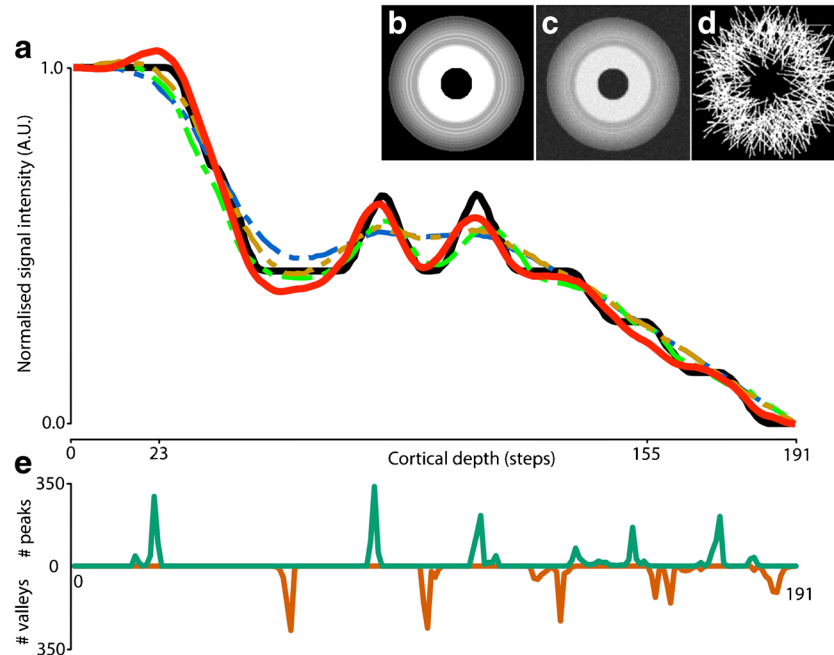 a
b
c
d
1.0
Normalised signal intensity (A.U.)
0.0
0
23
Cortical depth (steps)
155
191
e
350
# peaks
0
0
191
# valleys
350